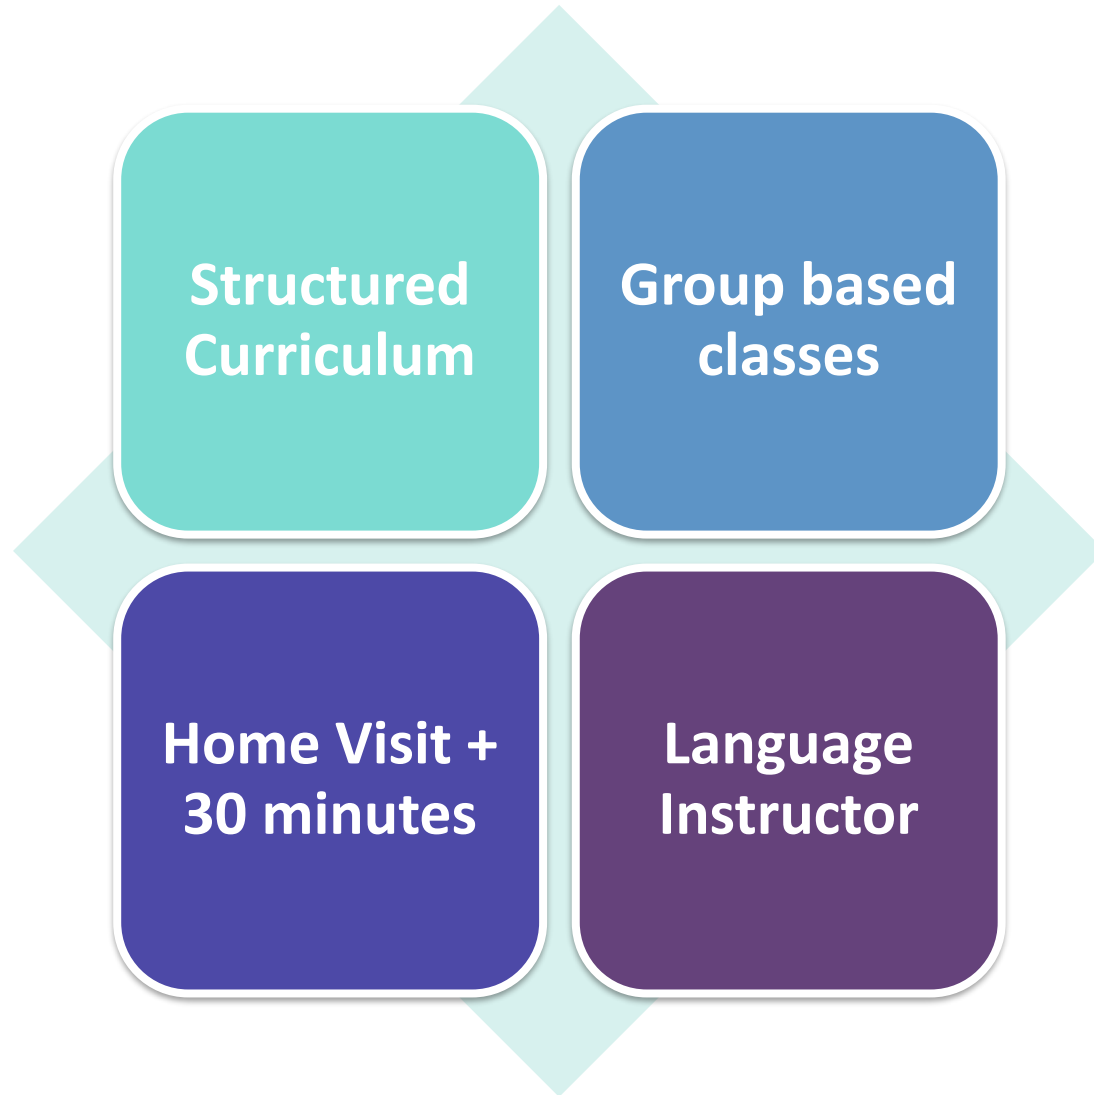 Structured
Curriculum
Group based
classes
Home Visit +
30 minutes
Language
Instructor